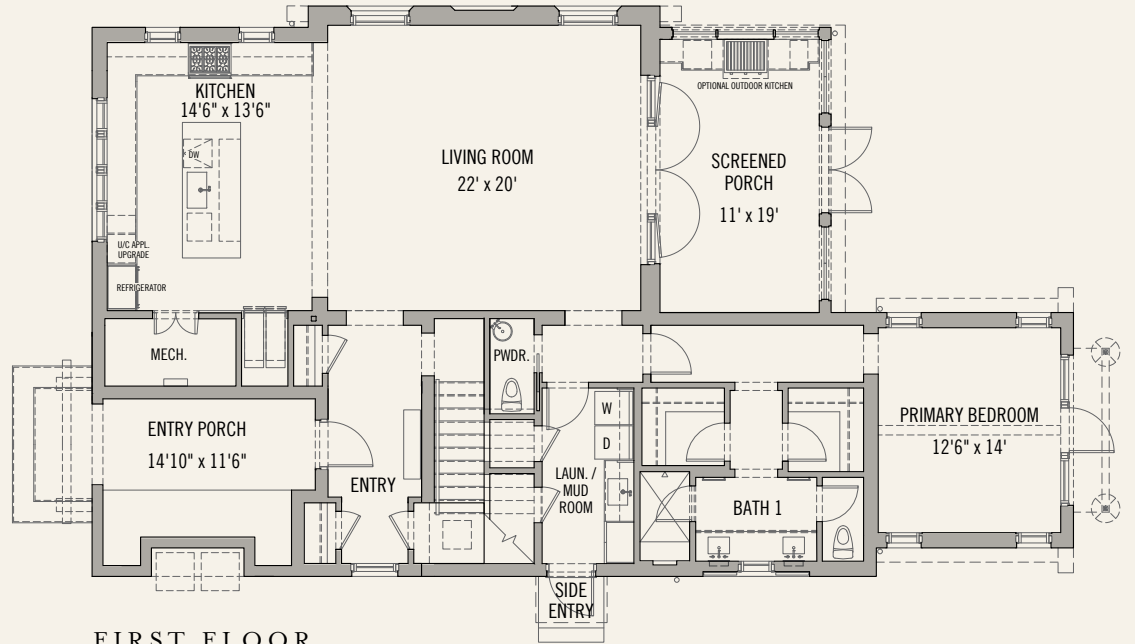 KITCHEN
14'6" x 13'6"
DW
U/C APPL.
UPGRADE
REFRIGERATOR
LIVING ROOM
22' x 20'
OPTIONAL OUTDOOR KITCHEN
SCREENED
PORCH
11' x 19'
MECH.
PWDR.
ENTRY PORCH
14'10" x 11'6"
ENTRY
W
D
LAUN. /
MUD
ROOM
BATH 1
PRIMARY BEDROOM
12'6" x 14'
SIDE
ENTRY
FIRST FLOOR